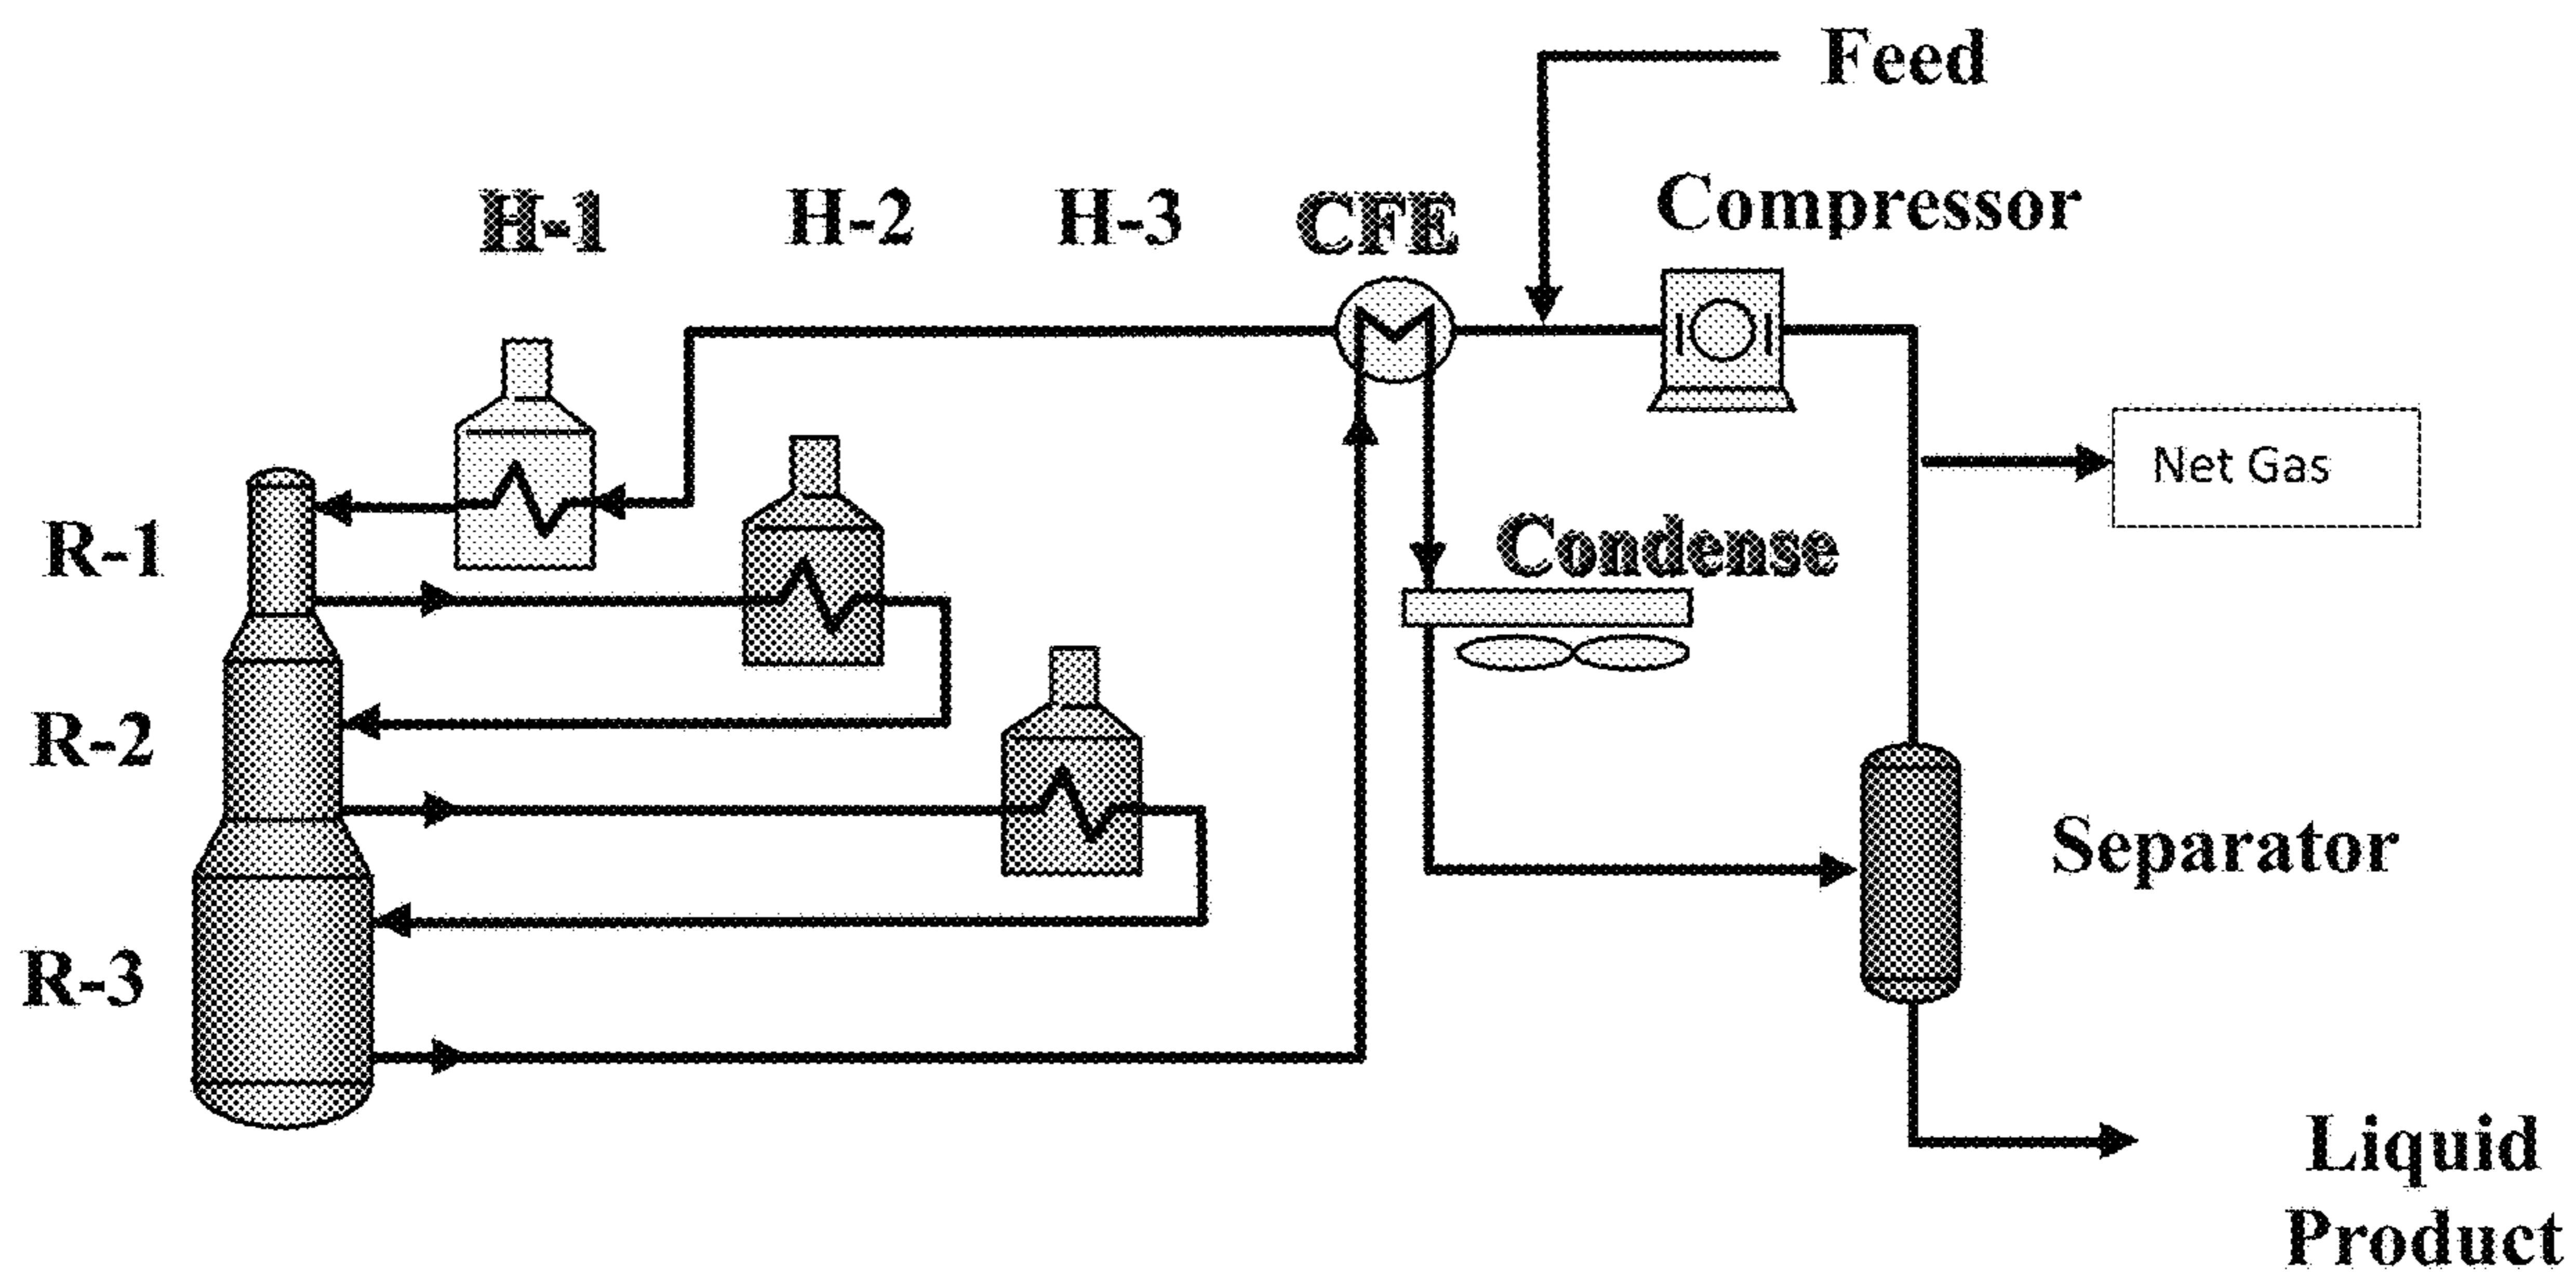 Feed
H-1 H-2 H-3 CFE Compressor
Net Gas
R-1
Condense
R-2
Separator
R-3
Liquid
Product